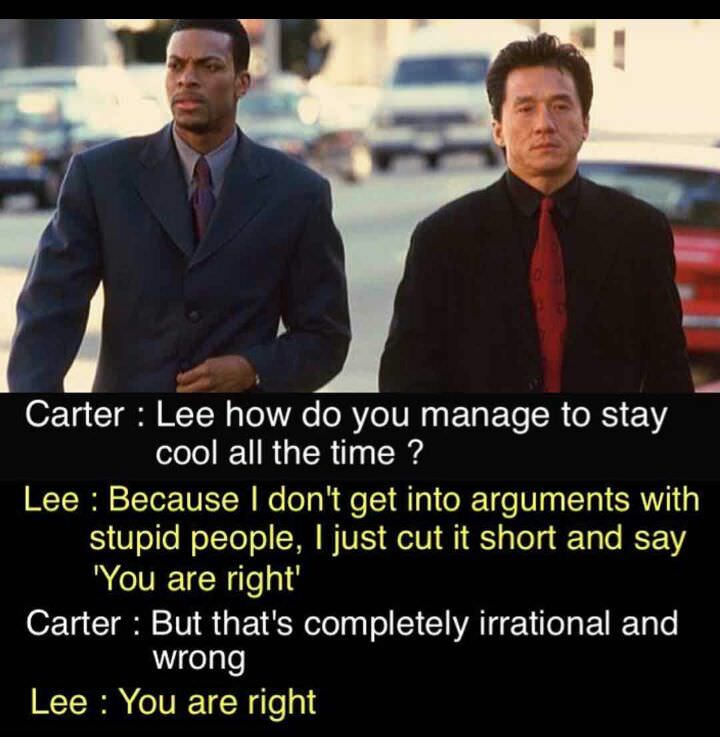 Carter : Lee how do you manage to stay
cool all the time ?
Lee : Because I don't get into arguments with
stupid people, I just cut it short and say
'You are right'
Carter : But that's completely irrational and
wrong
Lee : You are right